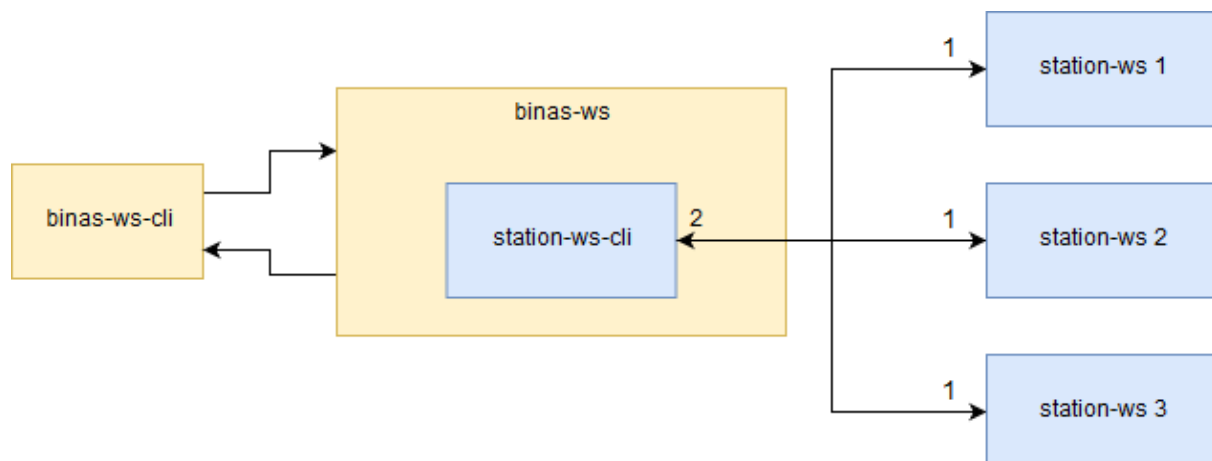 1
station-ws 1
binas-ws
binas-ws-cli
station-ws-cli
2
1
station-ws 2
1
station-ws 3